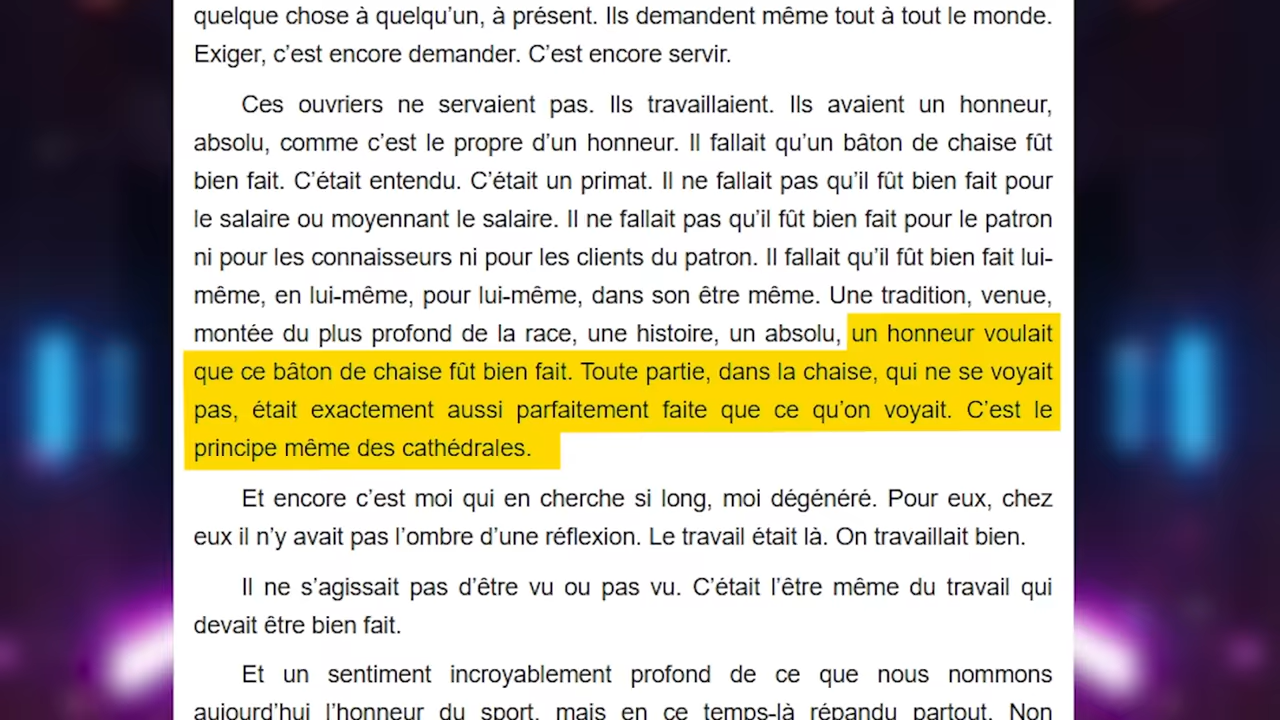 quelque chose à quelqu’un, à présent. Ils demandent même tout à tout le monde.
Exiger, c’est encore demander. C’est encore servir.
Ces ouvriers ne servaient pas. Ils travaillaient. Ils avaient un honneur,
absolu, comme c’est le propre d’un honneur. Il fallait qu’un bâton de chaise fût
bien fait. C’était entendu. C’était un primat. Il ne fallait pas qu’il fût bien fait pour
le salaire ou moyennant le salaire. Il ne fallait pas qu’il fût bien fait pour le patron
ni pour les connaisseurs ni pour les clients du patron. Il fallait qu’il fût bien fait lui-
même, en lui-même, pour lui-même, dans son être même. Une tradition, venue,
montée du plus profond de la race, une histoire, un absolu, un honneur voulait
que ce bâton de chaise fût bien fait. Toute partie, dans la chaise, qui ne se voyait
pas, était exactement aussi parfaitement faite que ce qu’on voyait. C’est le
principe même des cathédrales.
Et encore c’est moi qui en cherche si long, moi dégénéré. Pour eux, chez
eux il n’y avait pas l’ombre d’une réflexion. Le travail était là. On travaillait bien.
Il ne s’agissait pas d’être vu ou pas vu. C’était l’être même du travail qui
devait être bien fait.
Et un sentiment incroyablement profond de ce que nous nommons
aujourd’hui l’honneur du sport, mais en ce temps-là répandu partout. Non